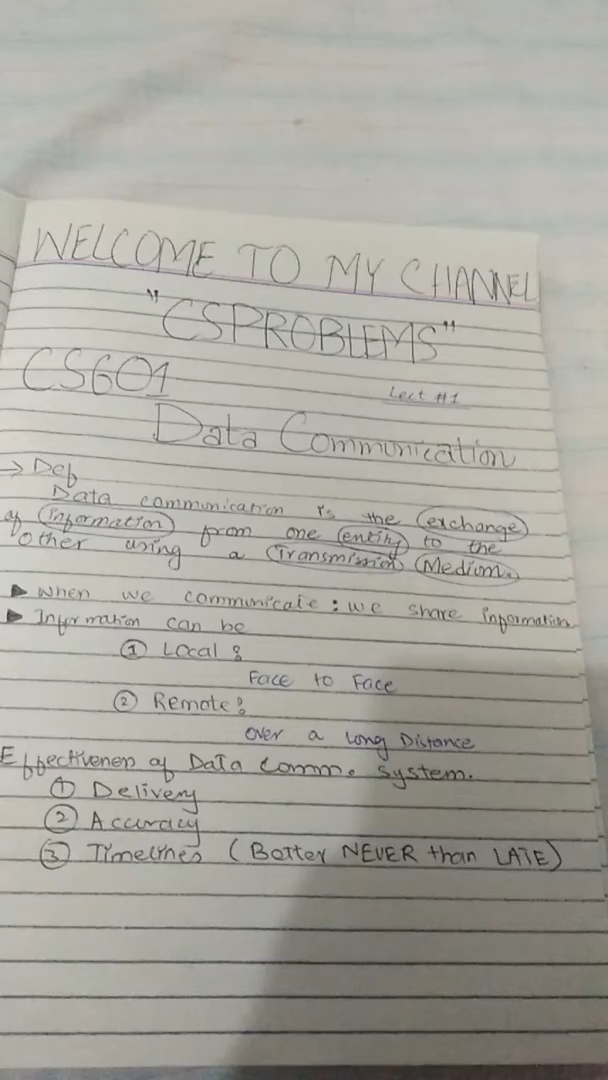 WELCOME TO MY CHANNEL
"CSPROBLEMS"
CS601
Lect #1
Data Communication
→ Def
Data communication is the exchange
of information from one entity to the
other using a Transmission Medium.
▶ When we communicate : we share information
▶ Information can be
① Local :
Face to Face
② Remote :
over a long Distance
Effectiveness of Data Comm. system.
① Delivery
② Accuracy
③ Timelines (Better NEVER than LATE)